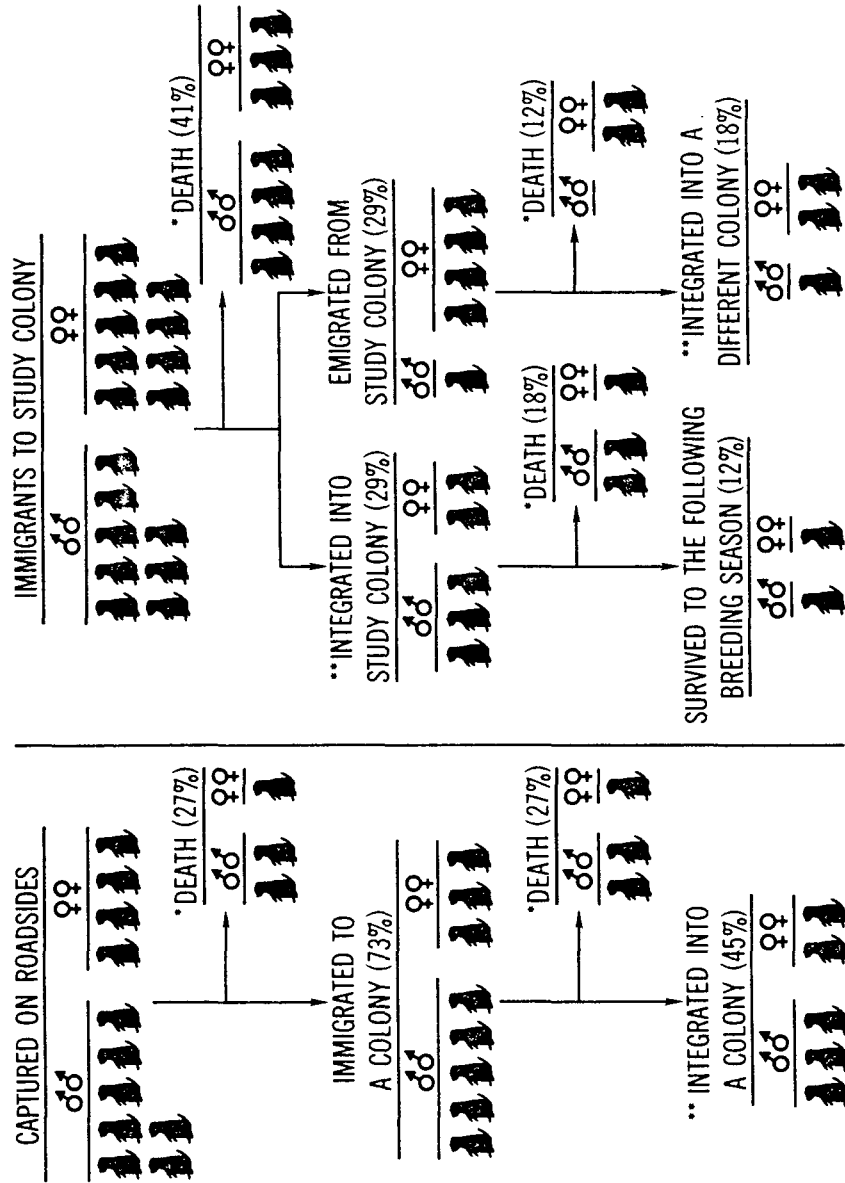 CAPTURED ON ROADSIDES
♂♂ ♀♀
*DEATH (27%)
♂♂ ♀♀
IMMIGRATED TO
A COLONY (73%)
♂♂ ♀♀
*DEATH (27%)
♂♂ ♀♀
** INTEGRATED INTO
A COLONY (45%)
♂♂ ♀♀
IMMIGRANTS TO STUDY COLONY
♂♂ ♀♀
*DEATH (41%)
♂♂ ♀♀
**INTEGRATED INTO
STUDY COLONY (29%)
♂♂ ♀♀
*DEATH (18%)
♂♂ ♀♀
SURVIVED TO THE FOLLOWING
BREEDING SEASON (12%)
♂♂ ♀♀
EMIGRATED FROM
STUDY COLONY (29%)
♂♂ ♀♀
*DEATH (12%)
♂♂ ♀♀
**INTEGRATED INTO A
DIFFERENT COLONY (18%)
♂♂ ♀♀